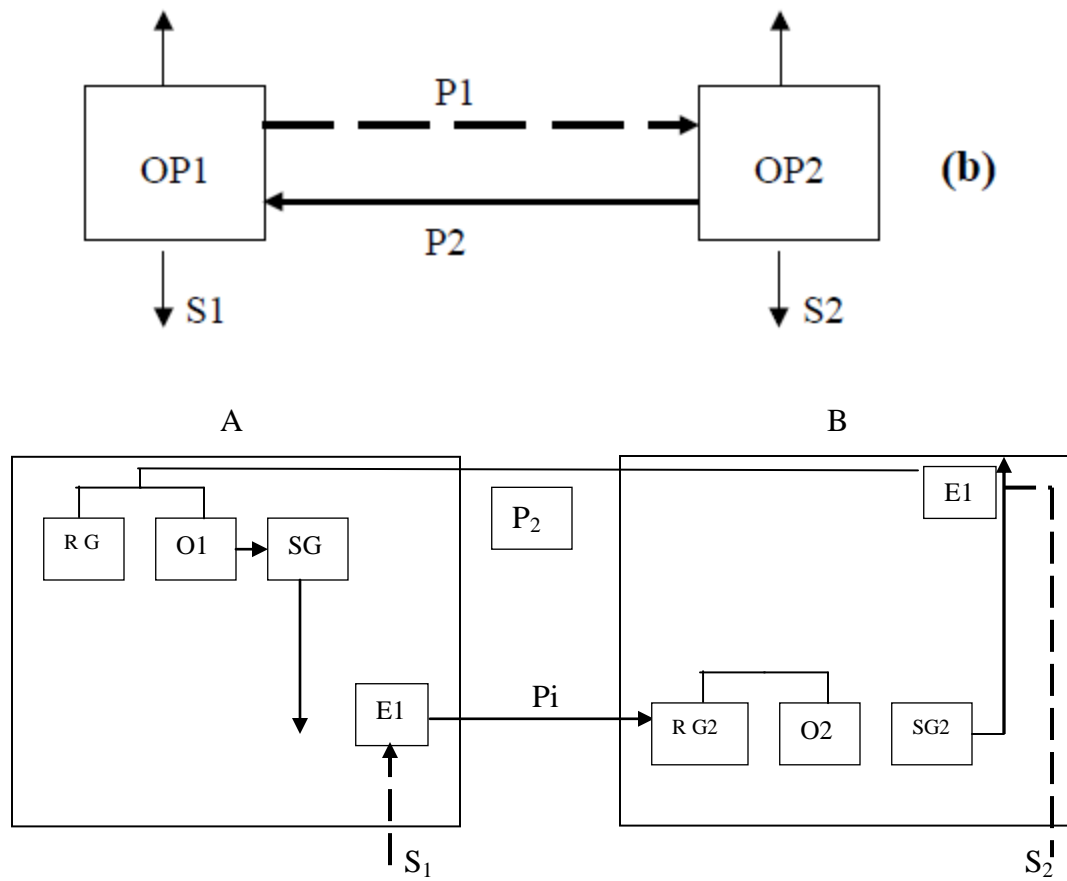 P1
OP1 OP2 (b)
P2
S1 S2
A B
E1
P₂
R G O1 SG
E1 Pi R G2 O2 SG2
S₁ S₂